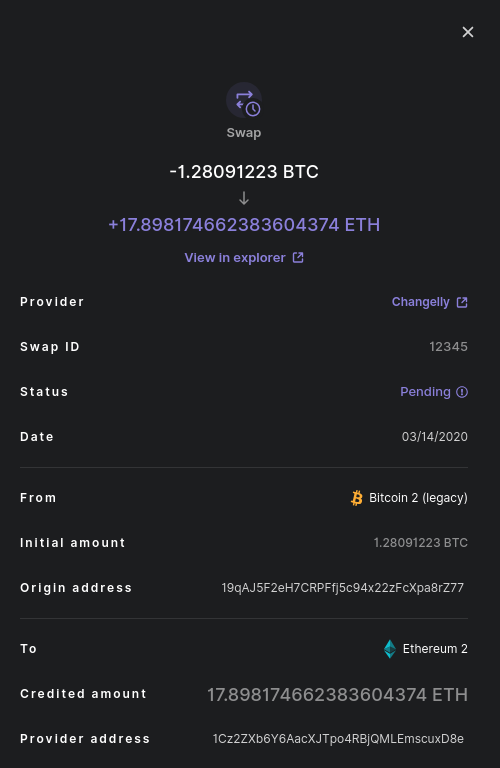 Swap
-1.28091223 BTC
+17.898174662383604374 ETH
View in explorer
Provider Changelly
Swap ID 12345
Status Pending
Date 03/14/2020
From Bitcoin 2 (legacy)
Initial amount 1.28091223 BTC
Origin address 19qAJ5F2eH7CRPFfj5c94x22zFcXpa8rZ77
To Ethereum 2
Credited amount 17.898174662383604374 ETH
Provider address 1Cz2ZXb6Y6AacXJTpo4RBjQMLEmscuxD8e